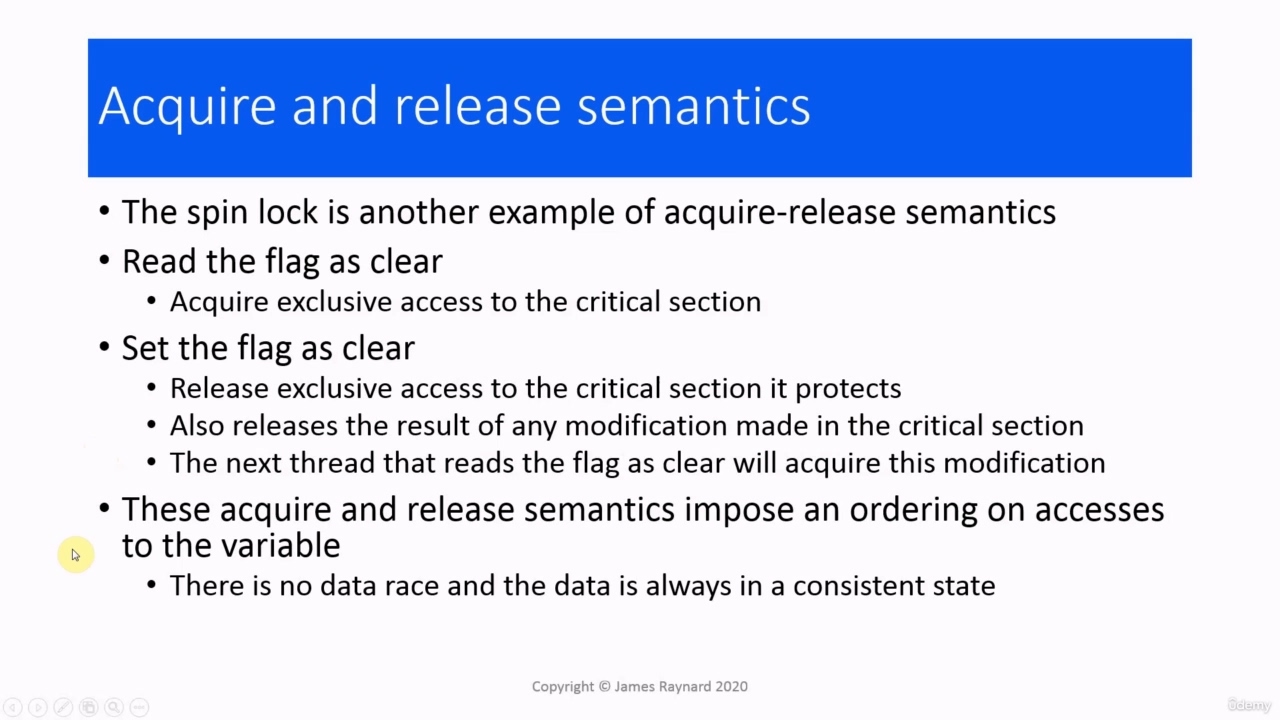 Acquire and release semantics
• The spin lock is another example of acquire-release semantics
• Read the flag as clear
• Acquire exclusive access to the critical section
• Set the flag as clear
• Release exclusive access to the critical section it protects
• Also releases the result of any modification made in the critical section
• The next thread that reads the flag as clear will acquire this modification
• These acquire and release semantics impose an ordering on accesses
to the variable
• There is no data race and the data is always in a consistent state
Copyright © James Raynard 2020
ûdemy